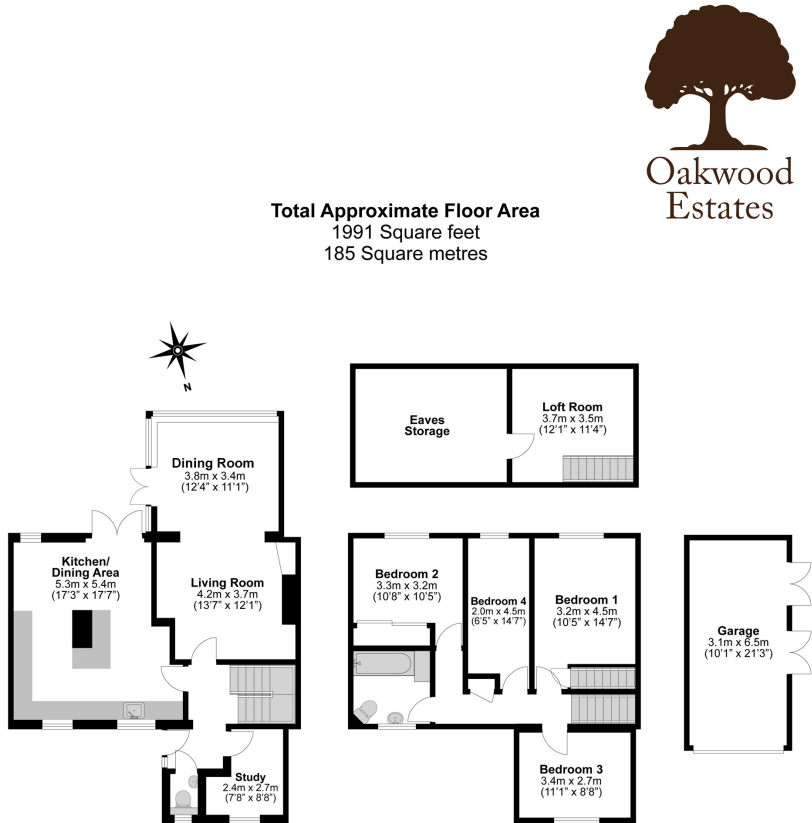 Oakwood
Estates
Total Approximate Floor Area
1991 Square feet
185 Square metres
N
Eaves
Storage
Loft Room
3.7m x 3.5m
(12'1" x 11'4")
Dining Room
3.8m x 3.4m
(12'4" x 11'1")
Kitchen/
Dining Area
5.3m x 5.4m
(17'3" x 17'7")
Living Room
4.2m x 3.7m
(13'7" x 12'1")
Study
2.4m x 2.7m
(7'8" x 8'8")
Bedroom 2
3.3m x 3.2m
(10'8" x 10'5")
Bedroom 4
2.0m x 4.5m
(6'5" x 14'7")
Bedroom 1
3.2m x 4.5m
(10'5" x 14'7")
Bedroom 3
3.4m x 2.7m
(11'1" x 8'8")
Garage
3.1m x 6.5m
(10'1" x 21'3")